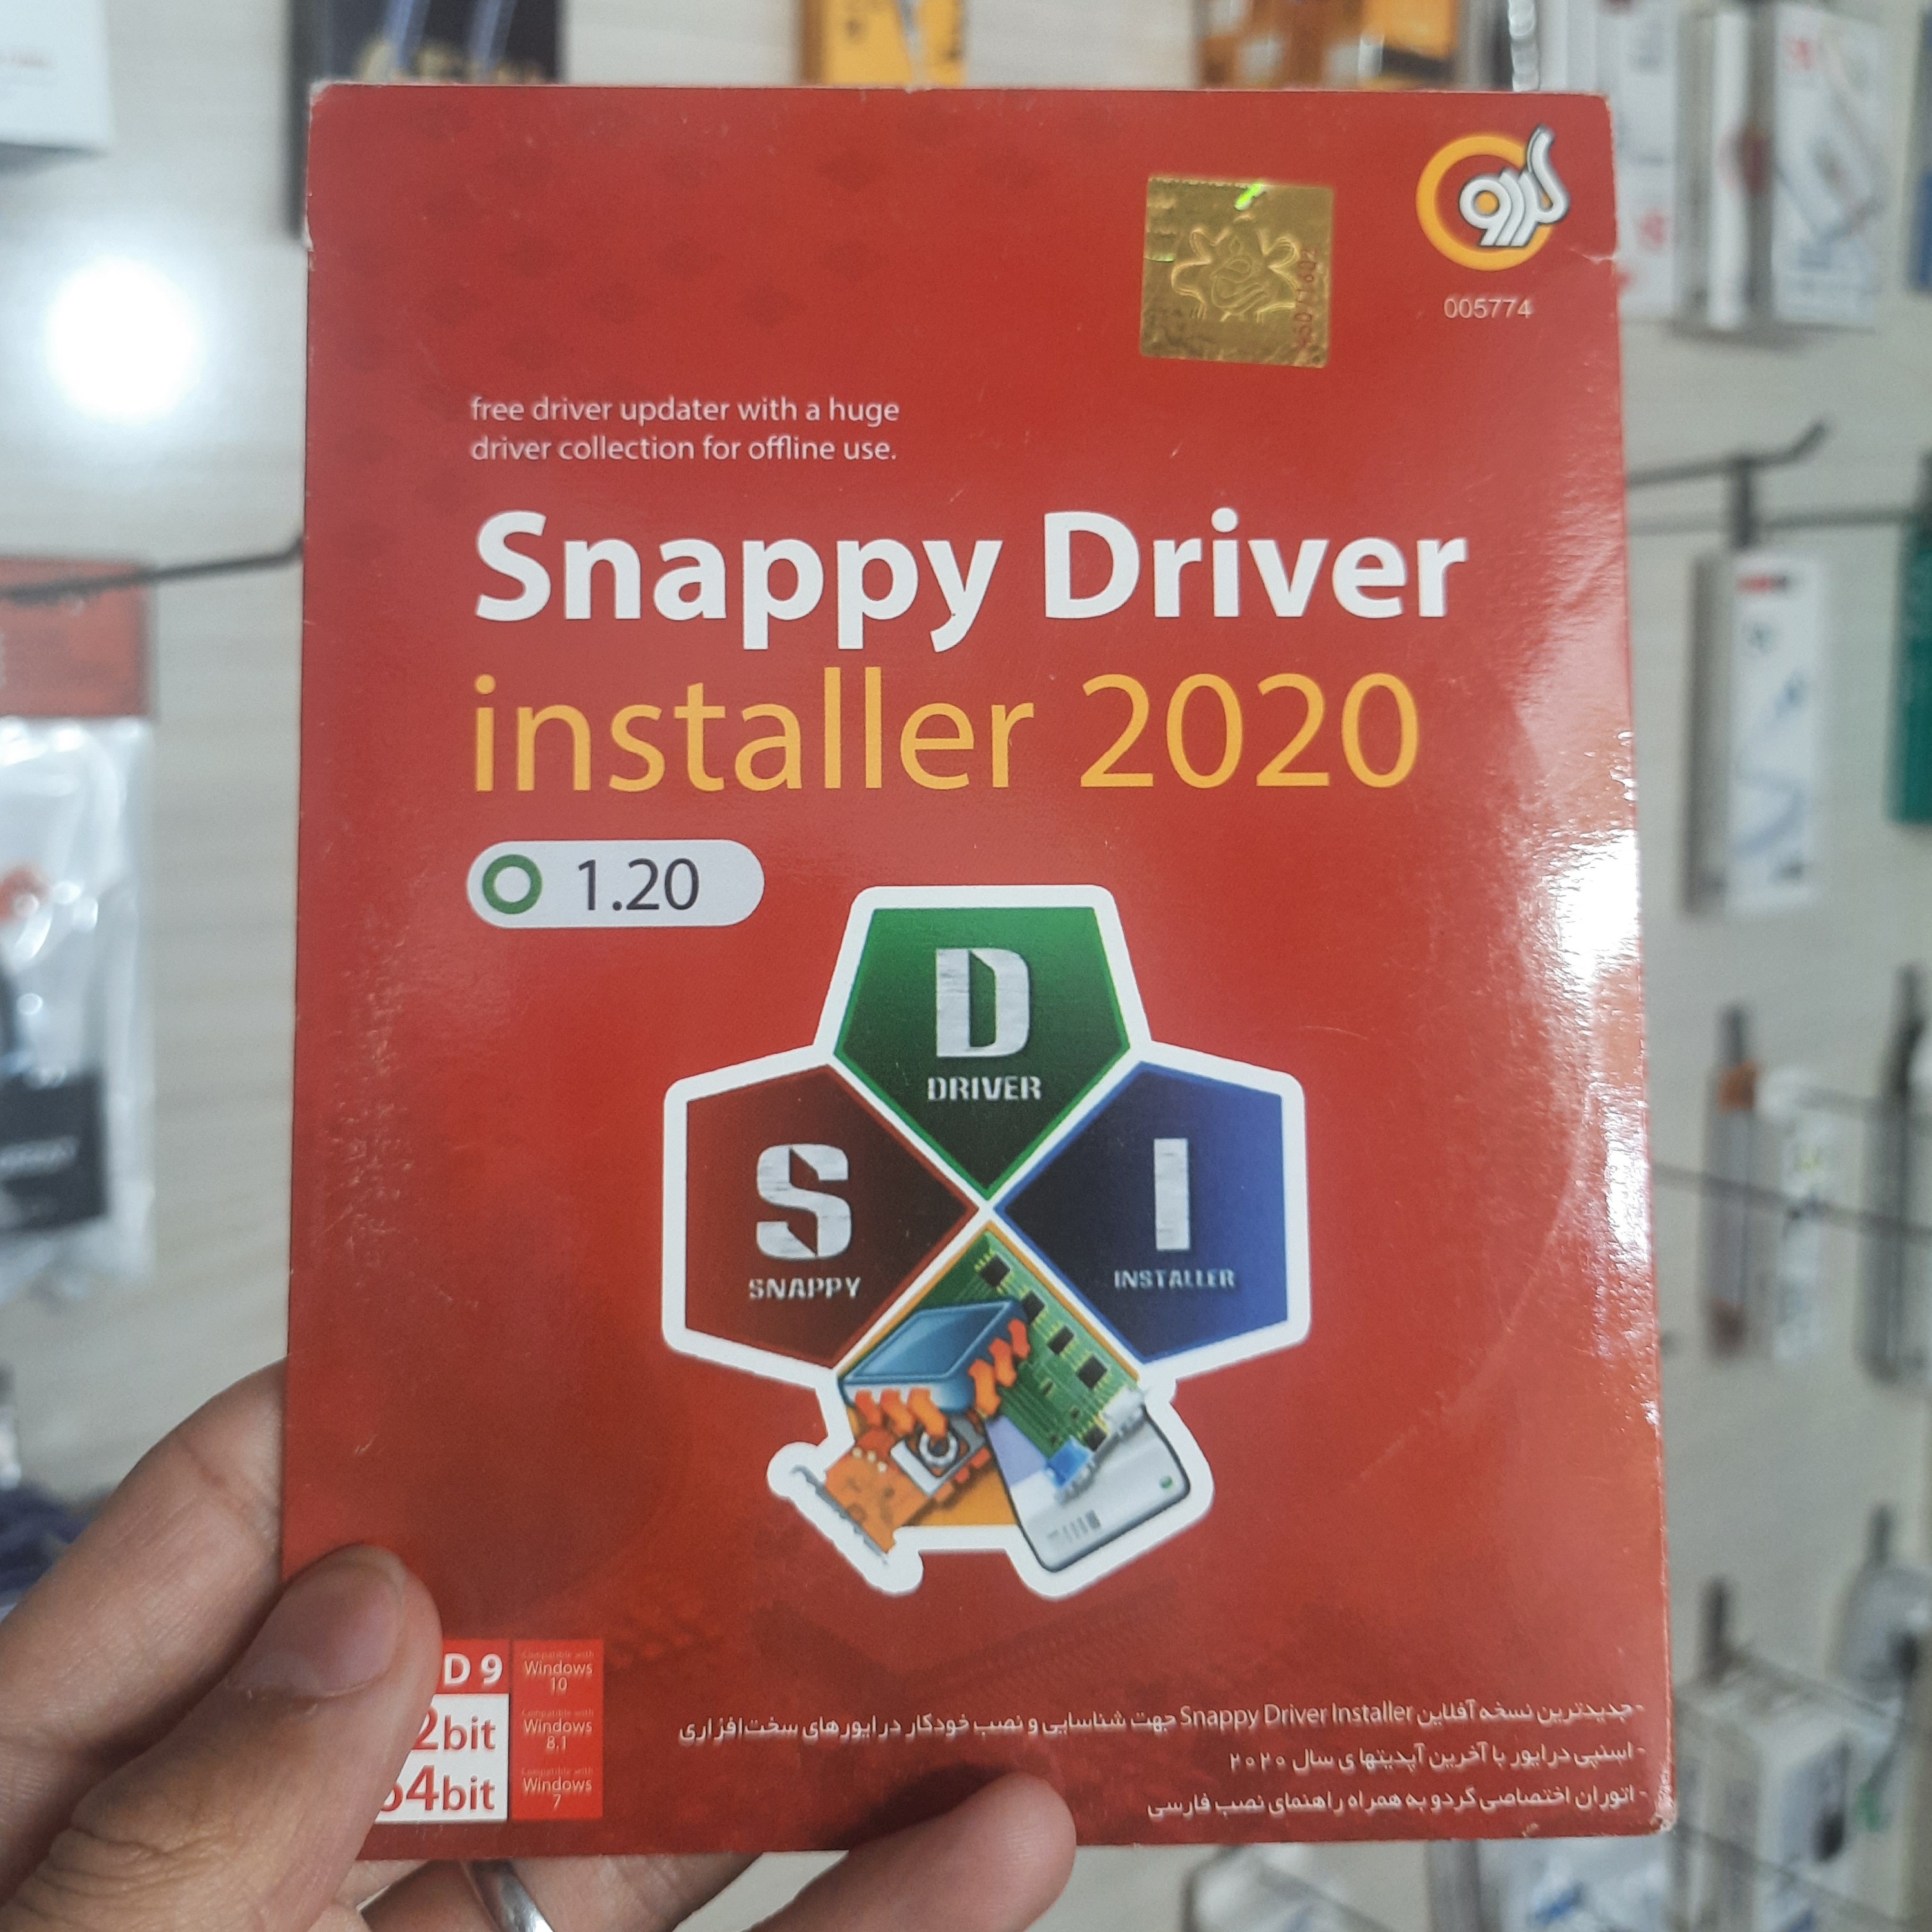 گردو
005774
free driver updater with a huge
driver collection for offline use.
Snappy Driver
installer 2020
1.20
D
DRIVER
S
SNAPPY
I
INSTALLER
D 9
2bit
64bit
Compatible with
Windows
10
Compatible with
Windows
8.1
Compatible with
Windows
7
-جدیدترین نسخه آفلاین Snappy Driver Installer جهت شناسایی و نصب خودکار درایورهای سخت‌افزاری
- اسنپی درایور با آخرین آپدیتهای سال ۲۰۲۰
- اتوران اختصاصی گردو به همراه راهنمای نصب فارسی